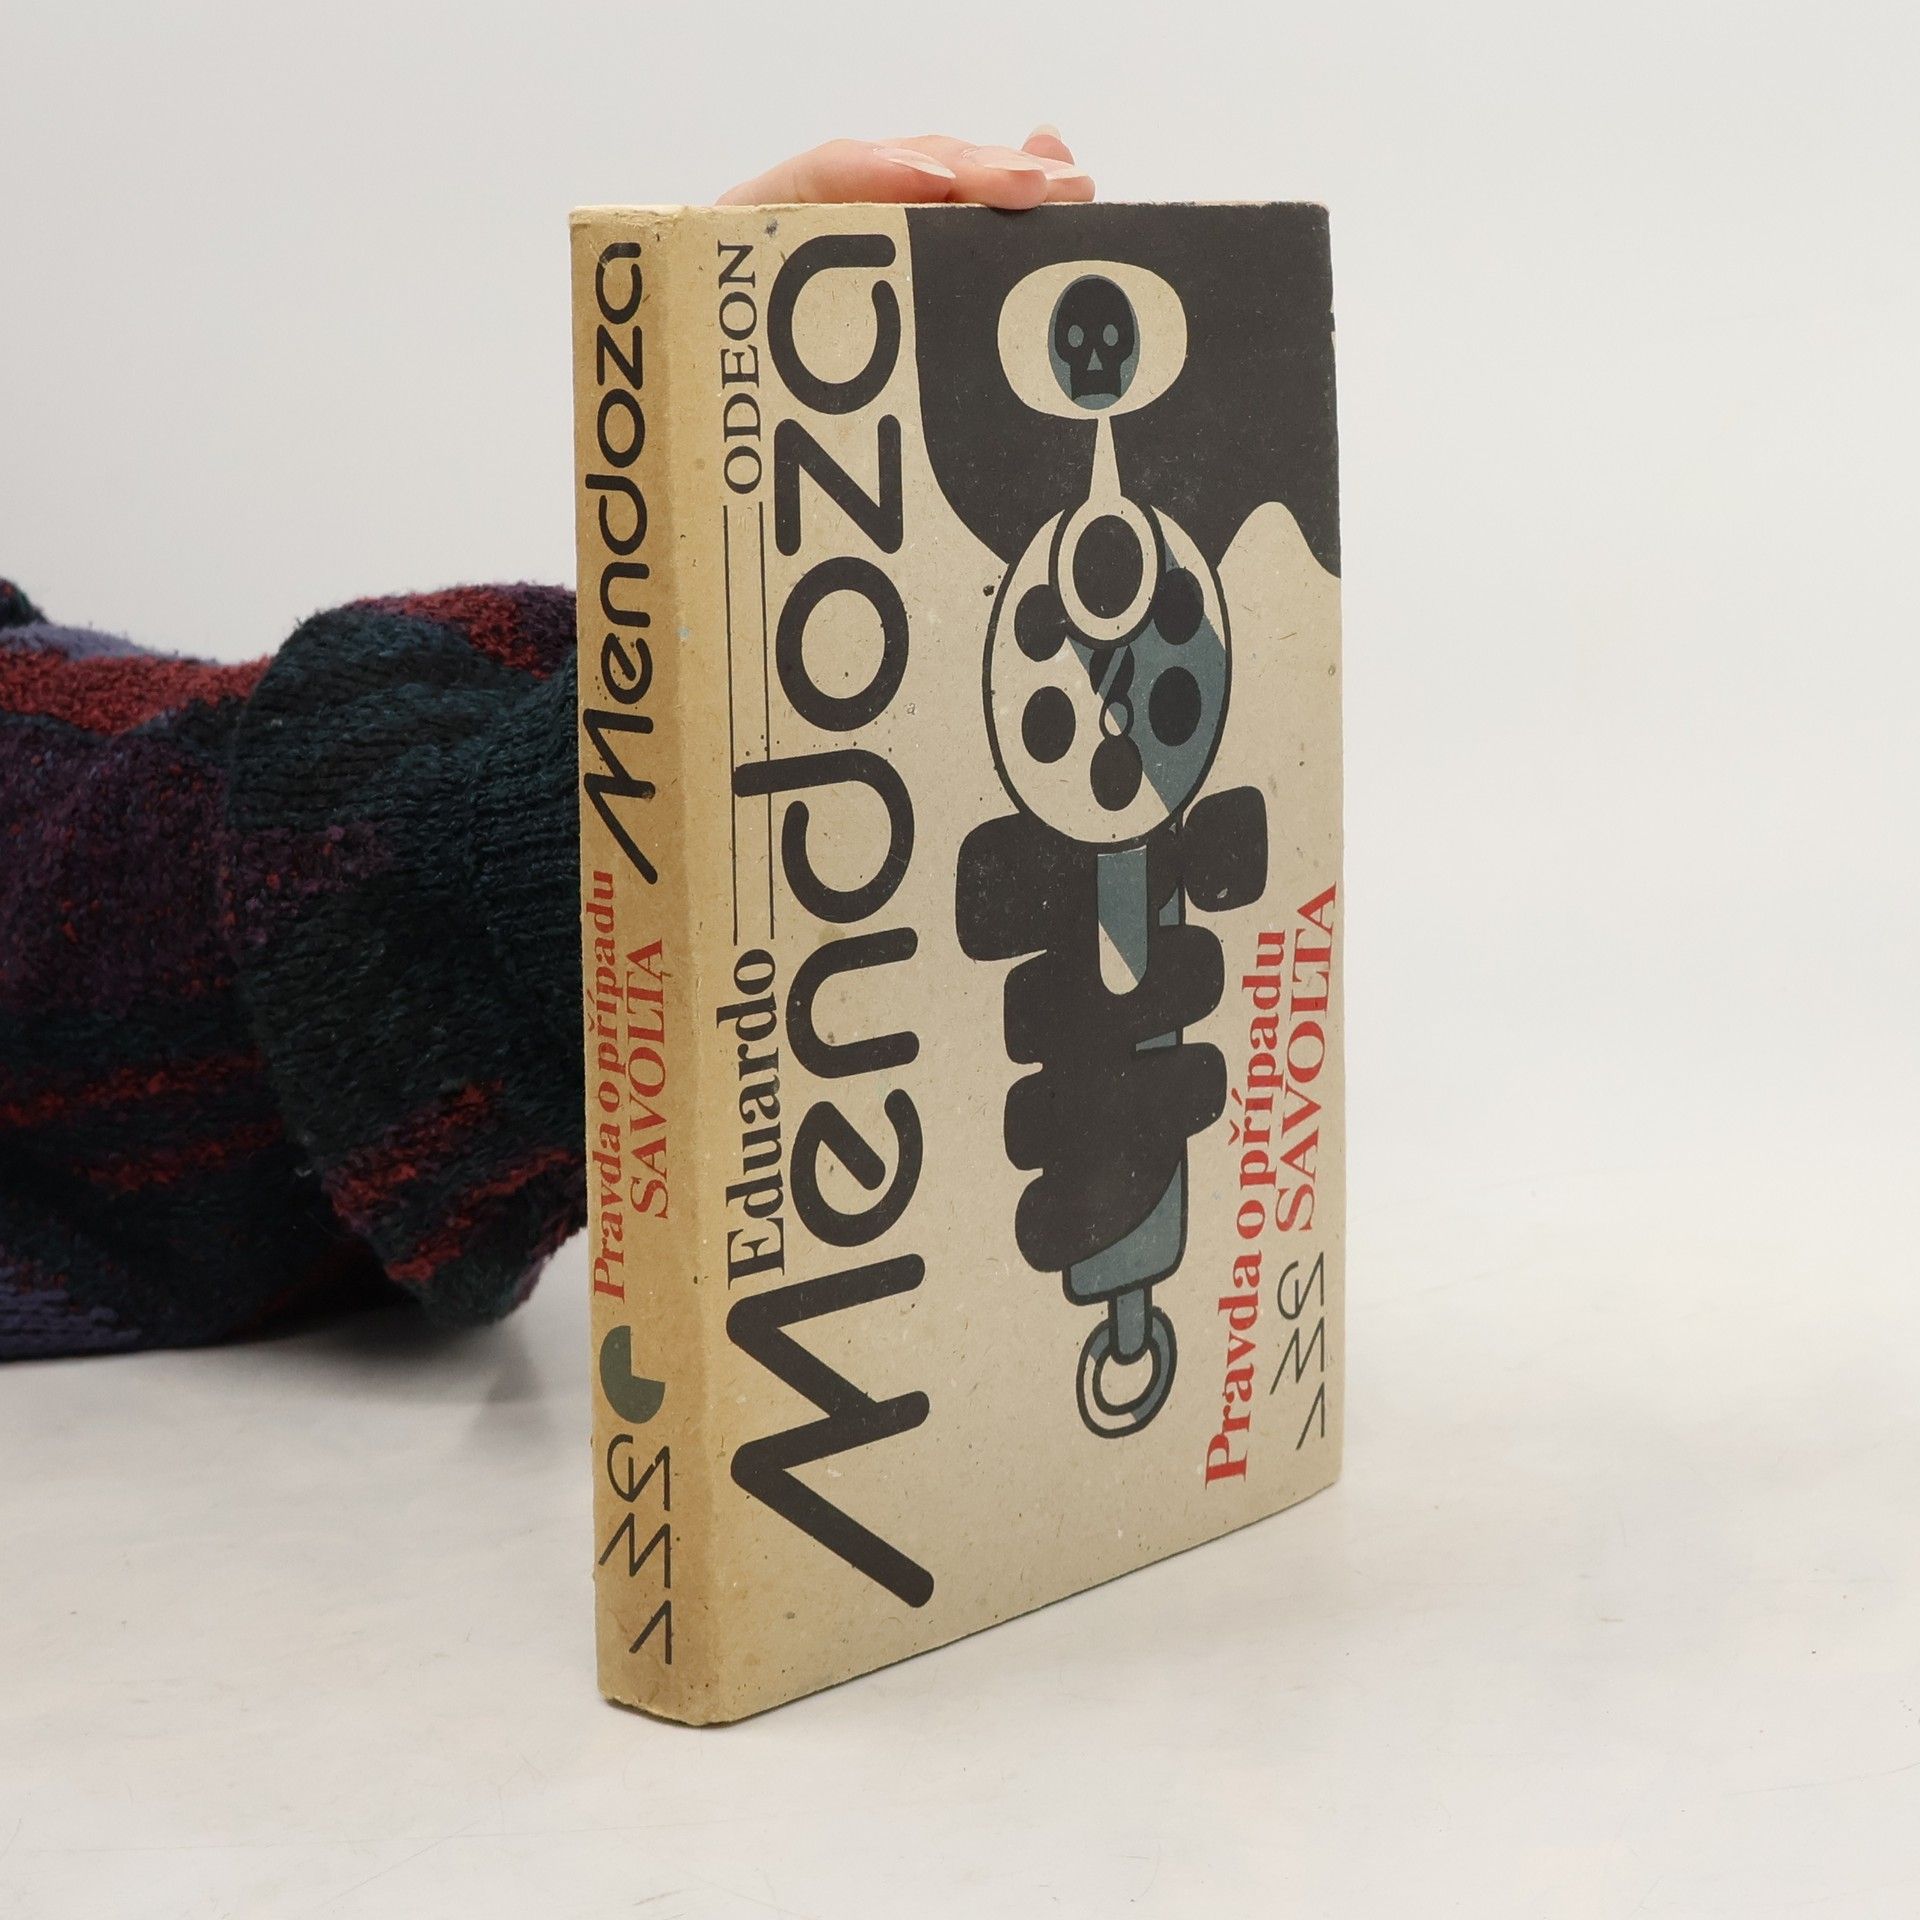 Mendoza
Pravda o případu
SAVOLTA
Eduardo
ODEON
Mendoza
Pravda o případu
SAVOLTA